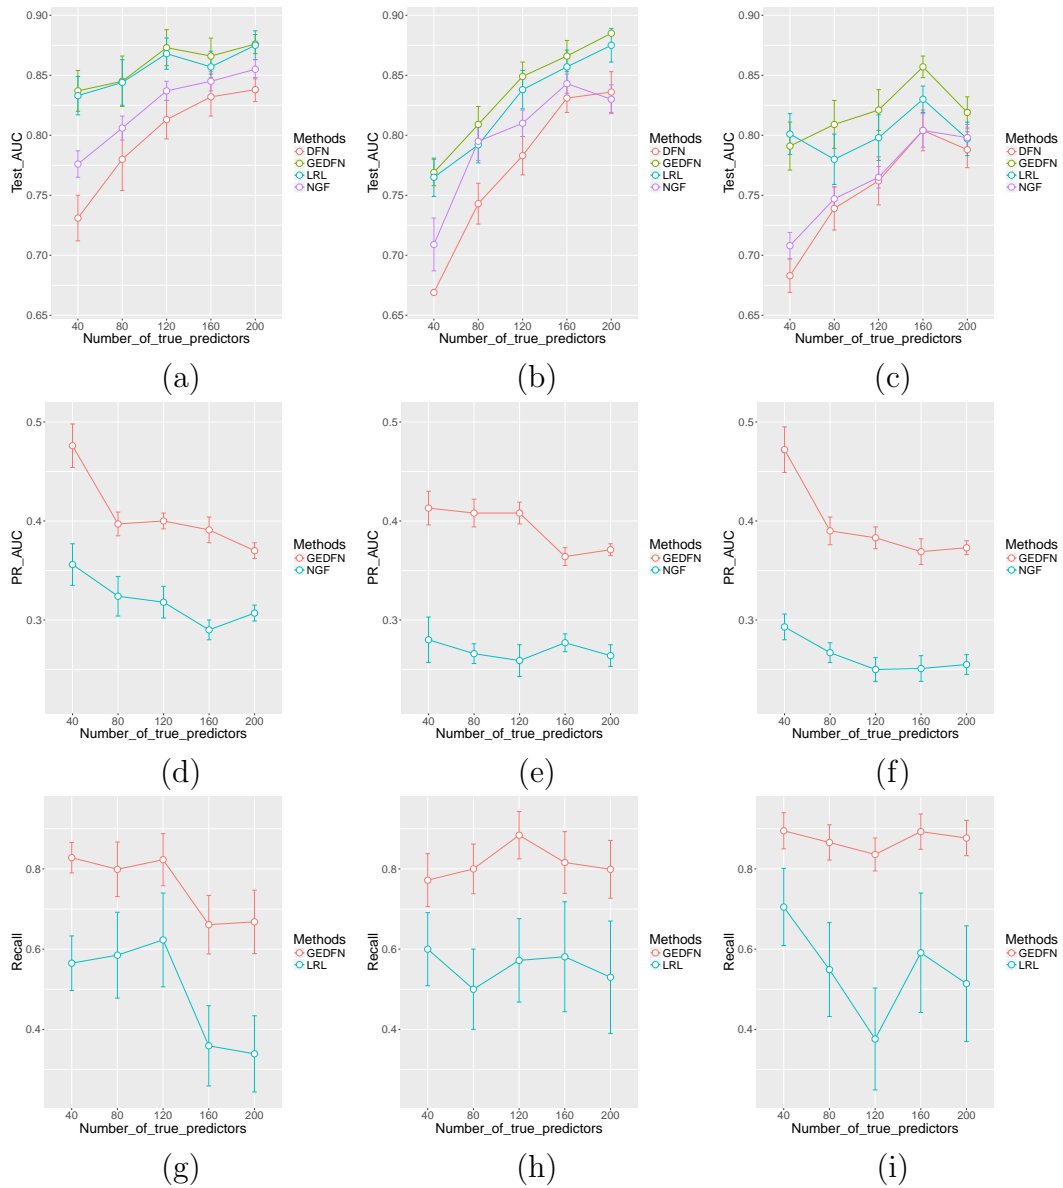 0.90
0.85
0.80
0.75
0.70
0.65
Test_AUC
40 80 120 160 200
Number_of_true_predictors
Methods
DFN
GEDFN
LRL
NGF
(a)
0.90
0.85
0.80
0.75
0.70
0.65
Test_AUC
40 80 120 160 200
Number_of_true_predictors
Methods
DFN
GEDFN
LRL
NGF
(b)
0.90
0.85
0.80
0.75
0.70
0.65
Test_AUC
40 80 120 160 200
Number_of_true_predictors
Methods
DFN
GEDFN
LRL
NGF
(c)
0.5
0.4
0.3
PR_AUC
40 80 120 160 200
Number_of_true_predictors
Methods
GEDFN
NGF
(d)
0.5
0.4
0.3
PR_AUC
40 80 120 160 200
Number_of_true_predictors
Methods
GEDFN
NGF
(e)
0.5
0.4
0.3
PR_AUC
40 80 120 160 200
Number_of_true_predictors
Methods
GEDFN
NGF
(f)
0.8
0.6
0.4
Recall
40 80 120 160 200
Number_of_true_predictors
Methods
GEDFN
LRL
(g)
0.8
0.6
0.4
Recall
40 80 120 160 200
Number_of_true_predictors
Methods
GEDFN
LRL
(h)
0.8
0.6
0.4
Recall
40 80 120 160 200
Number_of_true_predictors
Methods
GEDFN
LRL
(i)